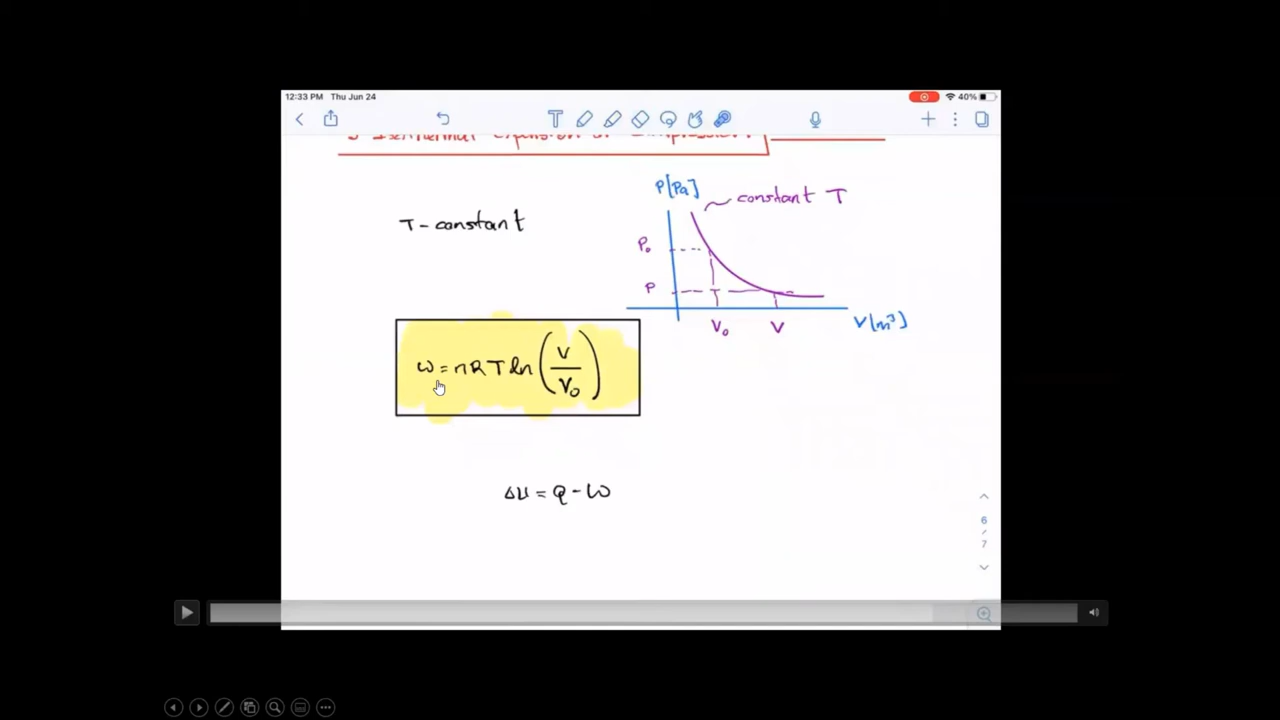 12:33 PM Thu Jun 24
40%
P[Pa]
constant T
T - constant
P₀
P
V₀ V
V[m³]
W = nRT ln (V/V₀)
ΔU = Q - W
6
/
7